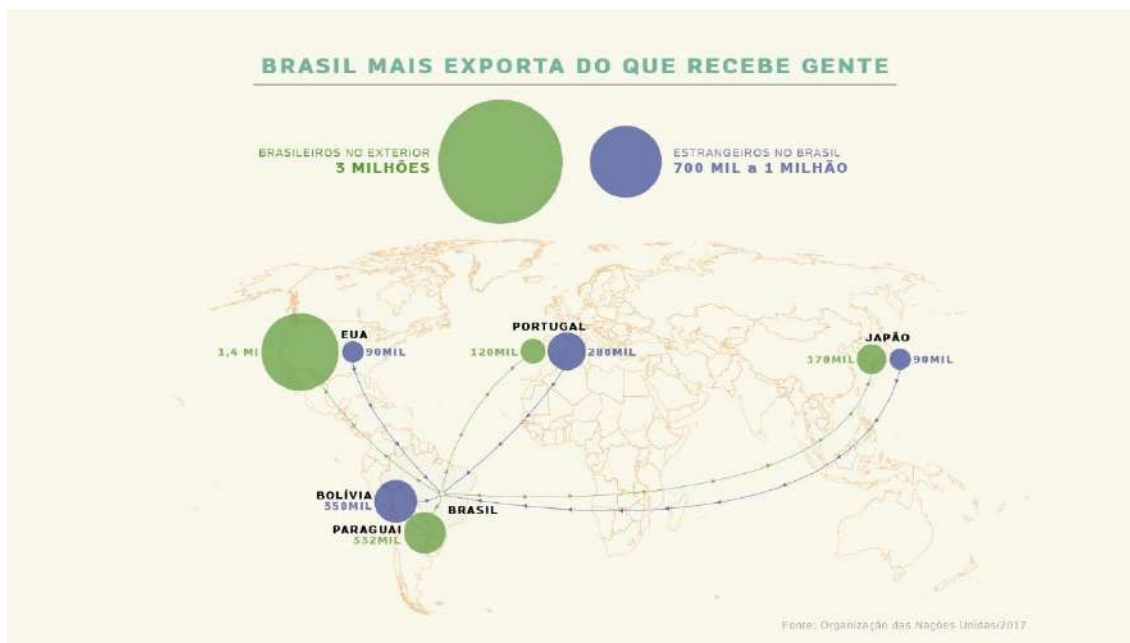 BRASIL MAIS EXPORTA DO QUE RECEBE GENTE
BRASILEIROS NO EXTERIOR
3 MILHÕES
ESTRANGEIROS NO BRASIL
700 MIL a 1 MILHÃO
EUA
1,4 MI
90MIL
PORTUGAL
120MIL
280MIL
JAPÃO
170MIL
90MIL
BOLÍVIA
350MIL
BRASIL
PARAGUAI
332MIL
Fonte: Organização das Nações Unidas/2017